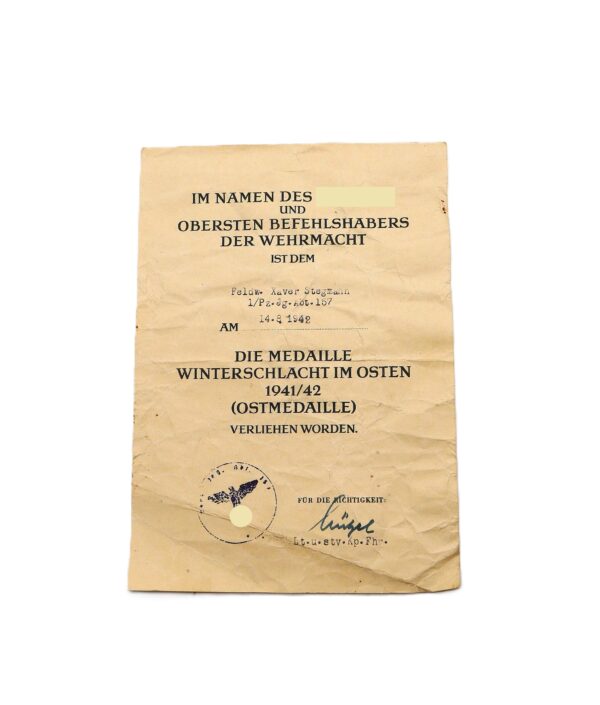 IM NAMEN DES
UND
OBERSTEN BEFEHLSHABERS
DER WEHRMACHT
IST DEM
Feldw. Xaver Stegmann
1/Pz.Jg.Abt.157
AM 14.8 1942
DIE MEDAILLE
WINTERSCHLACHT IM OSTEN
1941/42
(OSTMEDAILLE)
VERLIEHEN WORDEN.
FÜR DIE RICHTIGKEIT:
Lt.u.stv.Kp.Fhr.